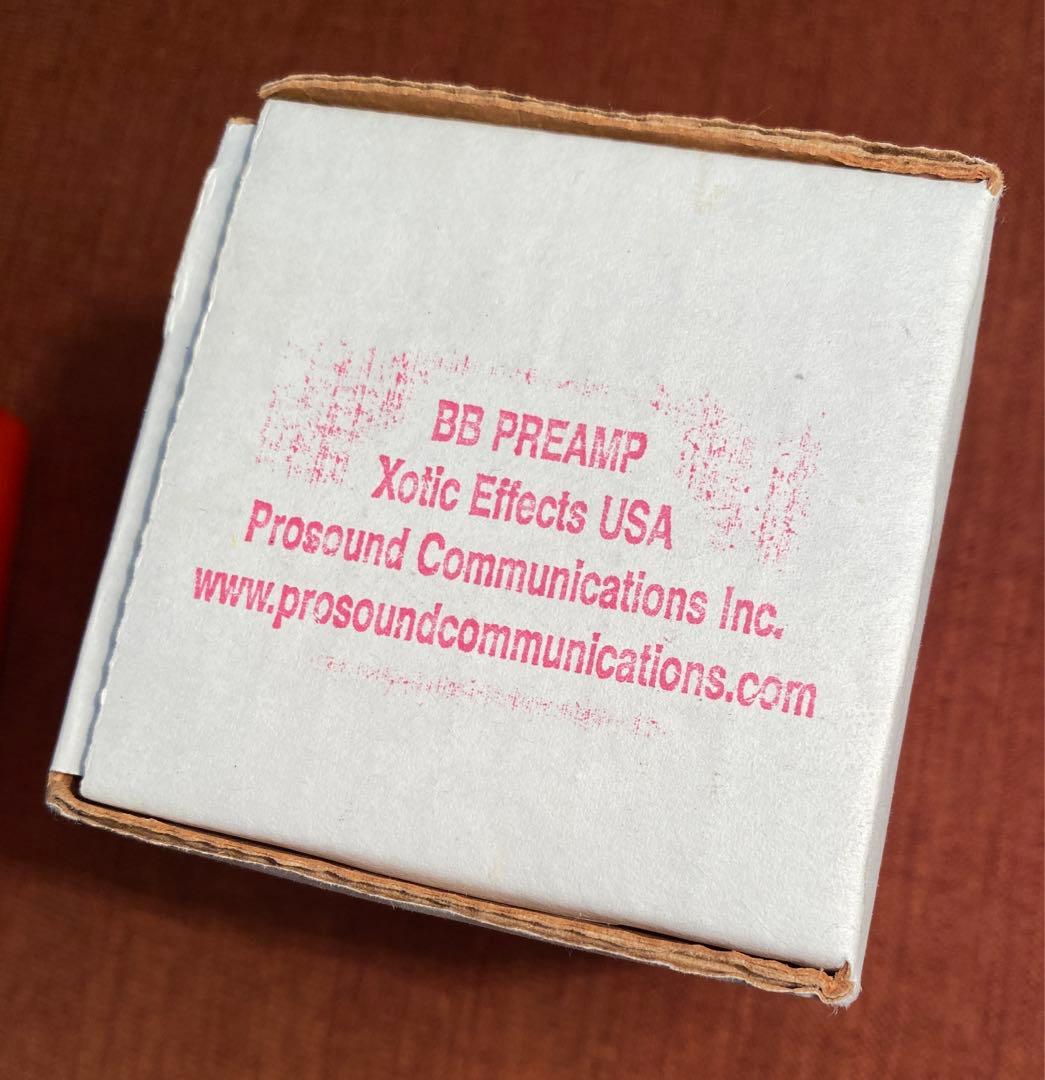 BB PREAMP
Xotic Effects USA
Prosound Communications Inc.
www.prosoundcommunications.com